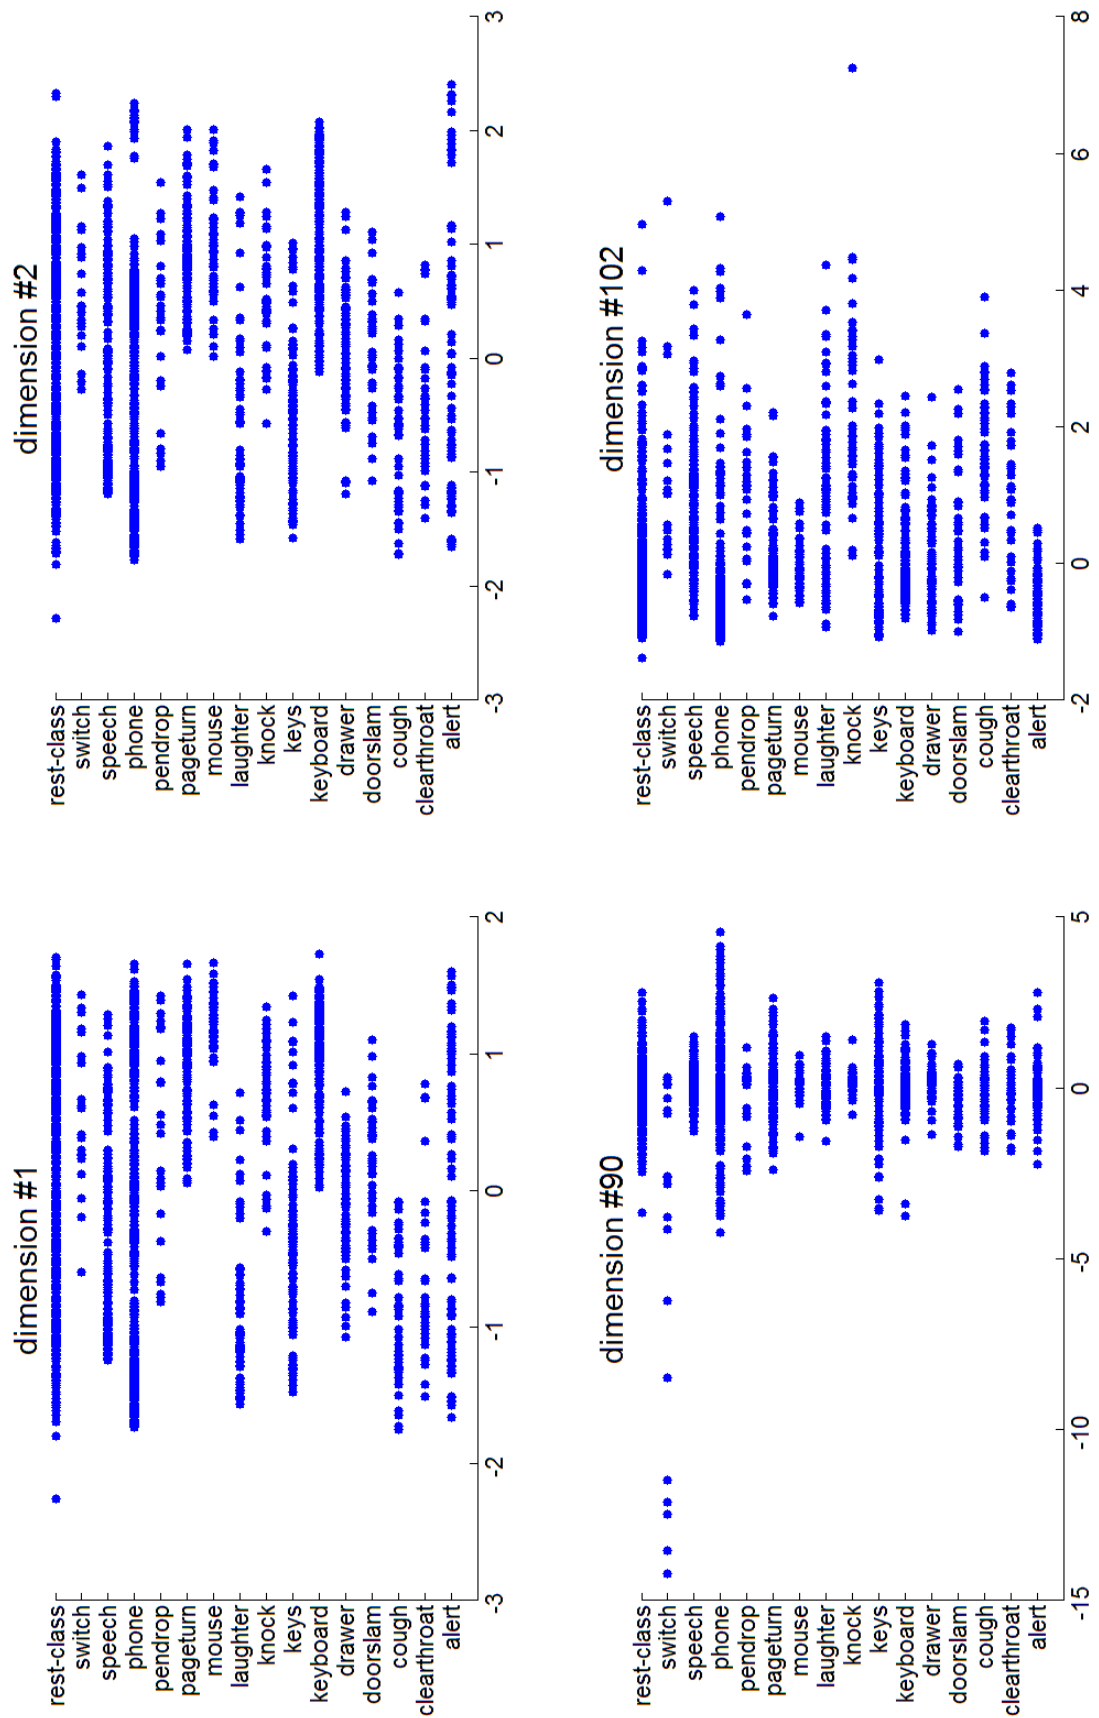 dimension #1
rest-class
switch
speech
phone
pendrop
pageturn
mouse
laughter
knock
keys
keyboard
drawer
doorslam
cough
clearthroat
alert
-3 -2 -1 0 1 2
dimension #2
rest-class
switch
speech
phone
pendrop
pageturn
mouse
laughter
knock
keys
keyboard
drawer
doorslam
cough
clearthroat
alert
-3 -2 -1 0 1 2 3
dimension #90
rest-class
switch
speech
phone
pendrop
pageturn
mouse
laughter
knock
keys
keyboard
drawer
doorslam
cough
clearthroat
alert
-15 -10 -5 0 5
dimension #102
rest-class
switch
speech
phone
pendrop
pageturn
mouse
laughter
knock
keys
keyboard
drawer
doorslam
cough
clearthroat
alert
-2 0 2 4 6 8